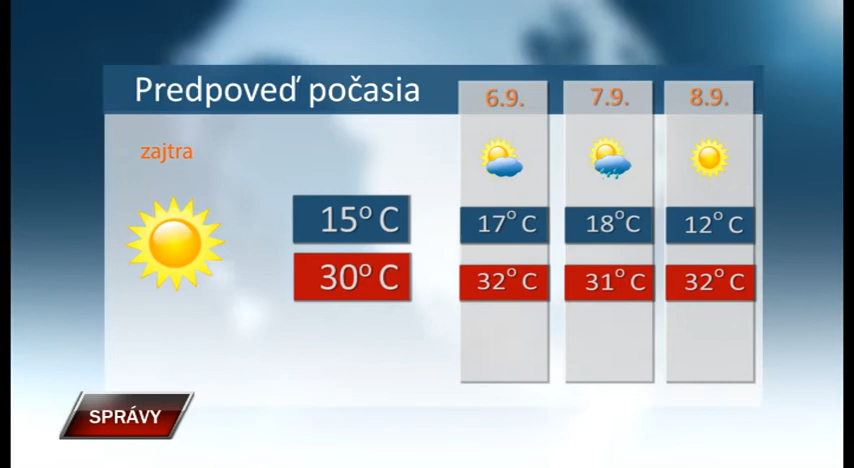 Predpoveď počasia
zajtra
15° C
30° C
6.9.
17° C
32° C
7.9.
18°C
31° C
8.9.
12° C
32° C
SPRÁVY